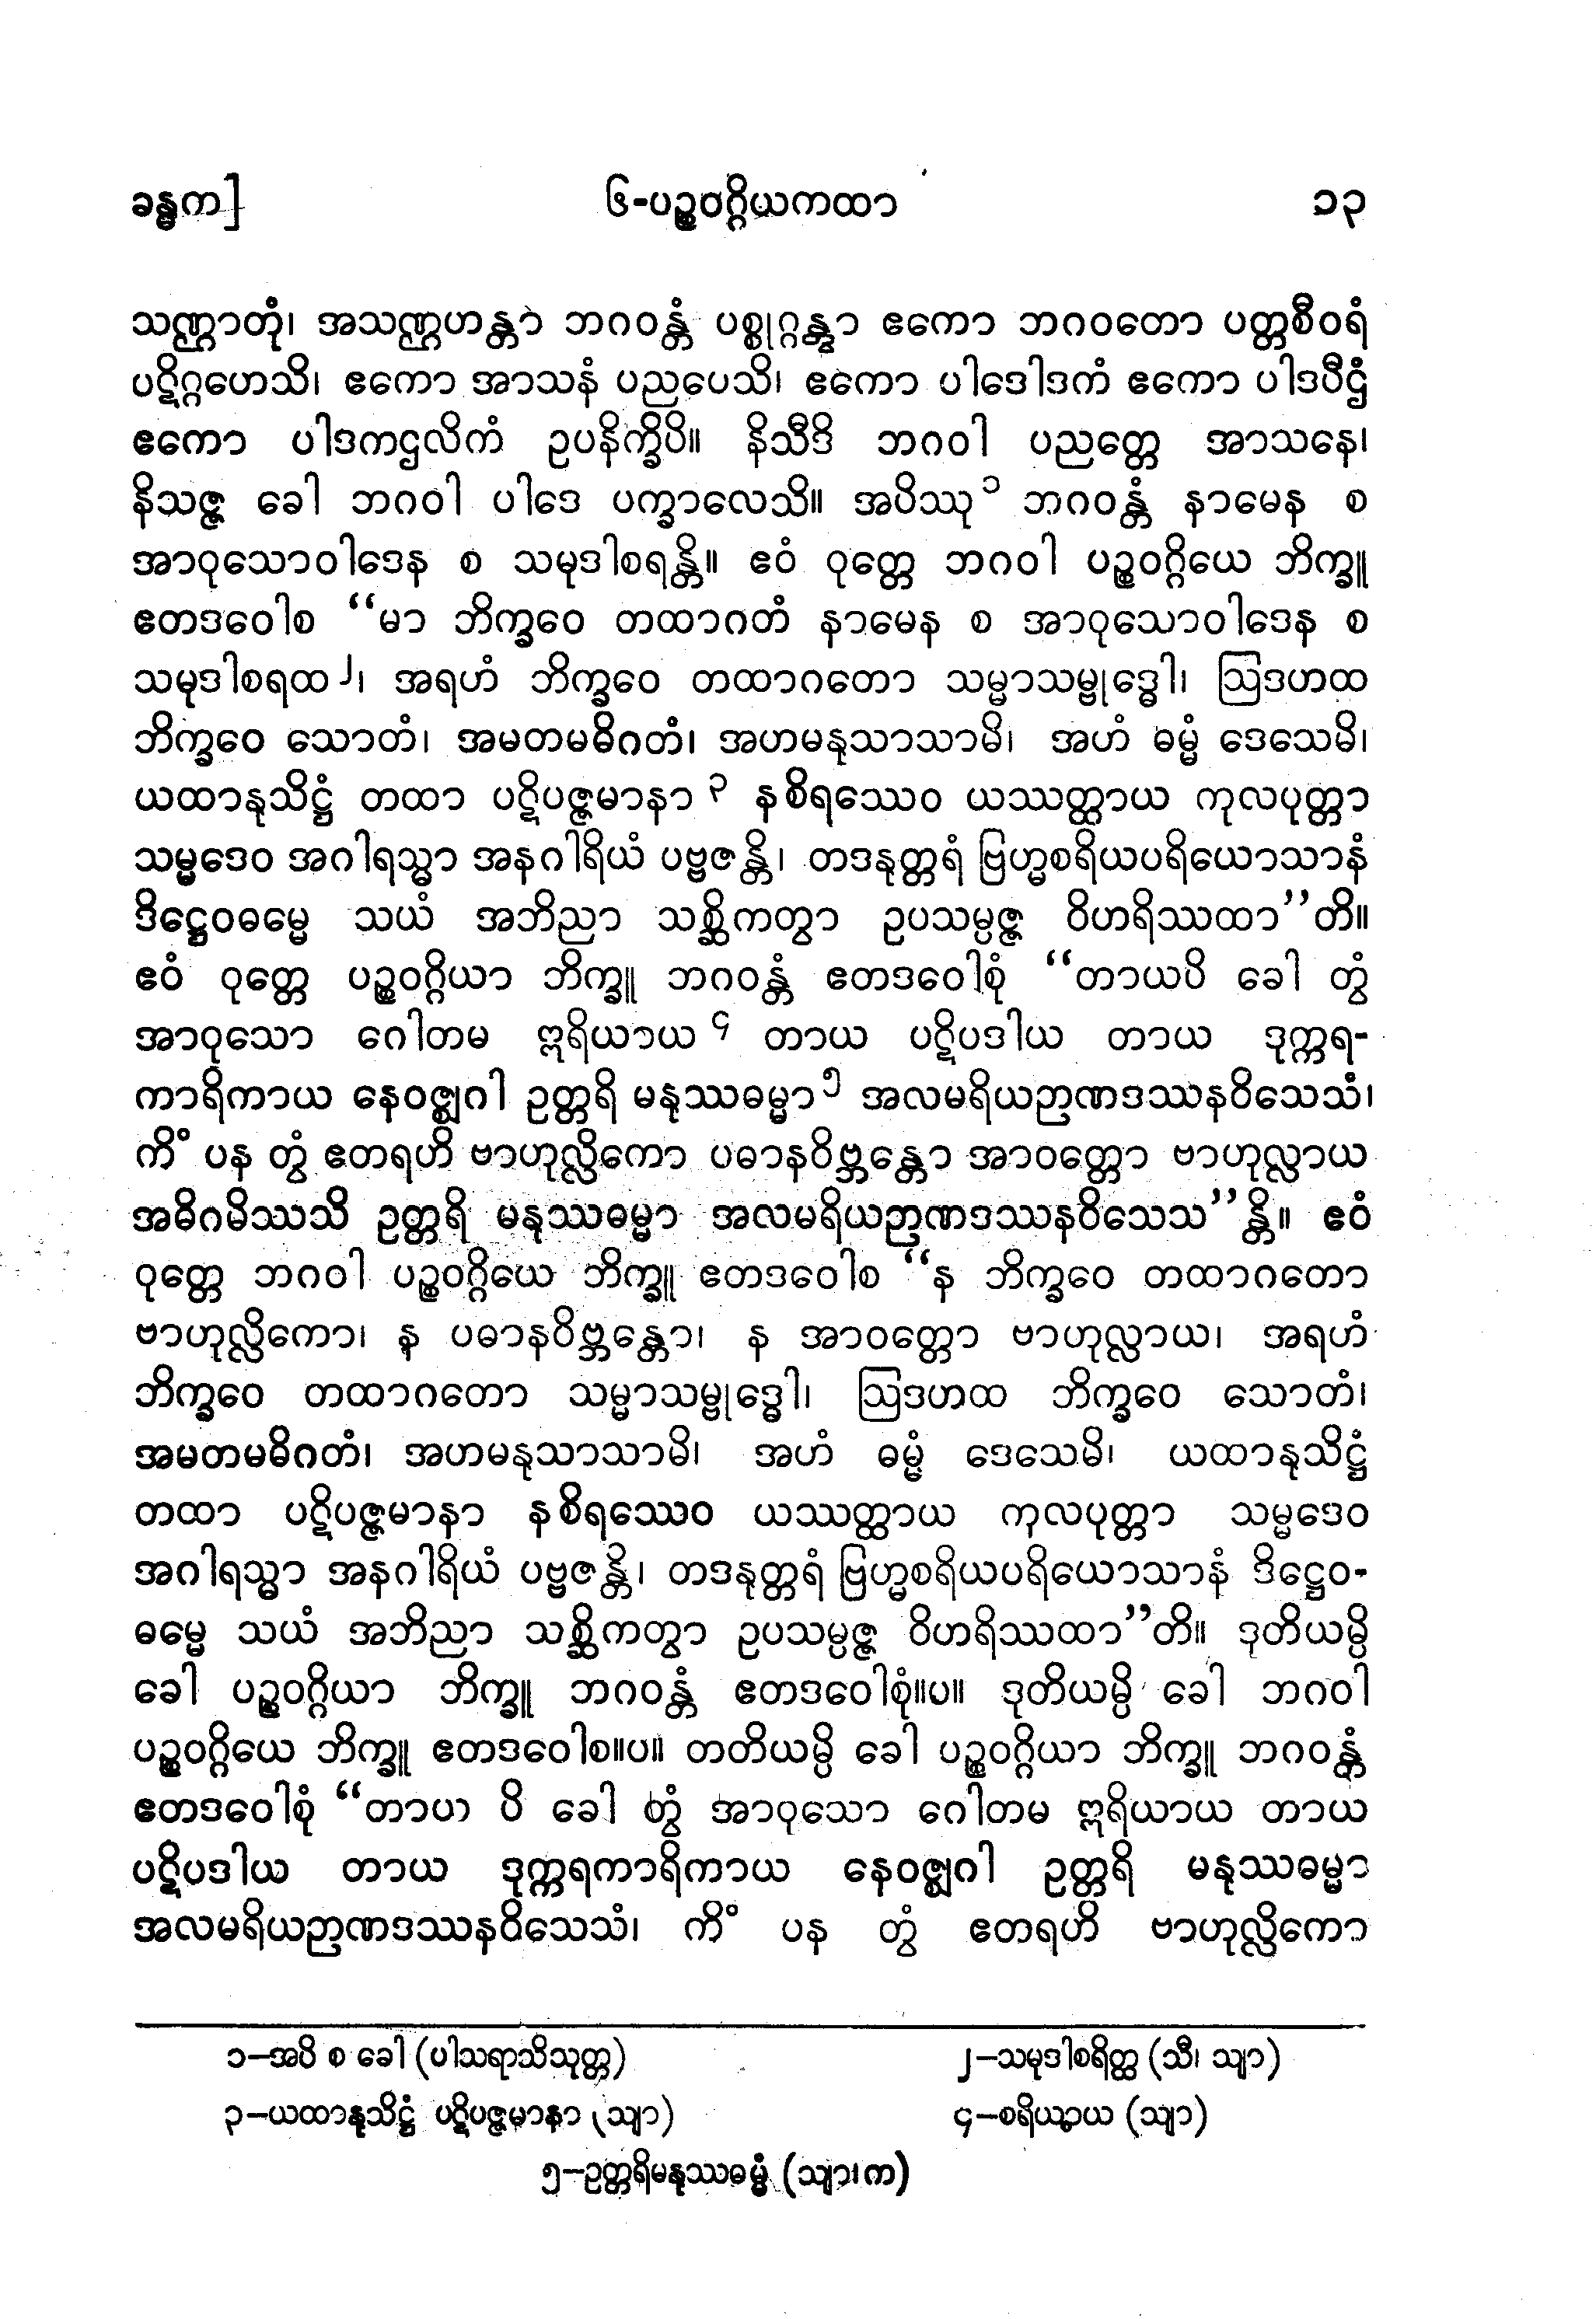 ခန္ဓက] ၆-ပဉ္စဝဂ္ဂိယကထာ ၁၃
သဏ္ဌာတုံ၊ အသဏ္ဌဟန္တာ ဘဂဝန္တံ ပစ္စုဂ္ဂန္တွာ ဧကော ဘဂဝတော ပတ္တစီဝရံ
ပဋိဂ္ဂဟေသိ၊ ဧကော အာသနံ ပညပေသိ၊ ဧကော ပါဒေါဒကံ ဧကော ပါဒပီဌံ
ဧကော ပါဒကဌလိကံ ဥပနိက္ခိပိ။ နိသီဒိ ဘဂဝါ ပညတ္တေ အာသနေ၊
နိသဇ္ဇ ခေါ ဘဂဝါ ပါဒေ ပက္ခာလေသိ။ အပိဿု ၁ ဘဂဝန္တံ နာမေန စ
အာဝုသောဝါဒေန စ သမုဒါစရန္တိ။ ဧဝံ ဝုတ္တေ ဘဂဝါ ပဉ္စဝဂ္ဂိယေ ဘိက္ခူ
ဧတဒဝေါစ “မာ ဘိက္ခဝေ တထာဂတံ နာမေန စ အာဝုသောဝါဒေန စ
သမုဒါစရထ ၂၊ အရဟံ ဘိက္ခဝေ တထာဂတော သမ္မာသမ္ဗုဒ္ဓေါ၊ ဩဒဟထ
ဘိက္ခဝေ သောတံ၊ အမတမဓိဂတံ၊ အဟမနုသာသာမိ၊ အဟံ ဓမ္မံ ဒေသေမိ၊
ယထာနုသိဋ္ဌံ တထာ ပဋိပဇ္ဇမာနာ ၃ နစိရဿေဝ ယဿတ္ထာယ ကုလပုတ္တာ
သမ္မဒေဝ အဂါရသ္မာ အနဂါရိယံ ပဗ္ဗဇန္တိ၊ တဒနုတ္တရံ ဗြဟ္မစရိယပရိယောသာနံ
ဒိဋ္ဌေဝဓမ္မေ သယံ အဘိညာ သစ္ဆိကတွာ ဥပသမ္ပဇ္ဇ ဝိဟရိဿထာ”တိ။
ဧဝံ ဝုတ္တေ ပဉ္စဝဂ္ဂိယာ ဘိက္ခူ ဘဂဝန္တံ ဧတဒဝေါစုံ “တာယပိ ခေါ တွံ
အာဝုသော ဂေါတမ ဣရိယာယ ၄ တာယ ပဋိပဒါယ တာယ ဒုက္ကရ-
ကာရိကာယ နေဝဇ္ဈဂါ ဥတ္တရိ မနုဿဓမ္မာ ၅ အလမရိယဉာဏဒဿနဝိသေသံ၊
ကိံ ပန တွံ ဧတရဟိ ဗာဟုလ္လိကော ပဓာနဝိဗ္ဘန္တော အာဝတ္တော ဗာဟုလ္လာယ
အဓိဂမိဿသိ ဥတ္တရိ မနုဿဓမ္မာ အလမရိယဉာဏဒဿနဝိသေသ”န္တိ။ ဧဝံ
ဝုတ္တေ ဘဂဝါ ပဉ္စဝဂ္ဂိယေ ဘိက္ခူ ဧတဒဝေါစ “န ဘိက္ခဝေ တထာဂတော
ဗာဟုလ္လိကော၊ န ပဓာနဝိဗ္ဘန္တော၊ န အာဝတ္တော ဗာဟုလ္လာယ၊ အရဟံ
ဘိက္ခဝေ တထာဂတော သမ္မာသမ္ဗုဒ္ဓေါ၊ ဩဒဟထ ဘိက္ခဝေ သောတံ၊
အမတမဓိဂတံ၊ အဟမနုသာသာမိ၊ အဟံ ဓမ္မံ ဒေသေမိ၊ ယထာနုသိဋ္ဌံ
တထာ ပဋိပဇ္ဇမာနာ နစိရဿေဝ ယဿတ္ထာယ ကုလပုတ္တာ သမ္မဒေဝ
အဂါရသ္မာ အနဂါရိယံ ပဗ္ဗဇန္တိ၊ တဒနုတ္တရံ ဗြဟ္မစရိယပရိယောသာနံ ဒိဋ္ဌေဝ-
ဓမ္မေ သယံ အဘိညာ သစ္ဆိကတွာ ဥပသမ္ပဇ္ဇ ဝိဟရိဿထာ”တိ။ ဒုတိယမ္ပိ
ခေါ ပဉ္စဝဂ္ဂိယာ ဘိက္ခူ ဘဂဝန္တံ ဧတဒဝေါစုံ။ပ။ ဒုတိယမ္ပိ ခေါ ဘဂဝါ
ပဉ္စဝဂ္ဂိယေ ဘိက္ခူ ဧတဒဝေါစ။ပ။ တတိယမ္ပိ ခေါ ပဉ္စဝဂ္ဂိယာ ဘိက္ခူ ဘဂဝန္တံ
ဧတဒဝေါစုံ “တာယ ပိ ခေါ တွံ အာဝုသော ဂေါတမ ဣရိယာယ တာယ
ပဋိပဒါယ တာယ ဒုက္ကရကာရိကာယ နေဝဇ္ဈဂါ ဥတ္တရိ မနုဿဓမ္မာ
အလမရိယဉာဏဒဿနဝိသေသံ၊ ကိံ ပန တွံ ဧတရဟိ ဗာဟုလ္လိကော
၁—အပိ စ ခေါ (ပါသရာသိသုတ္တ) ၂—သမုဒါစရိတ္ထ (သီ၊ သျာ)
၃—ယထာနုသိဋ္ဌံ ပဋိပဇ္ဇမာနာ (သျာ) ၄—စရိယာယ (သျာ)
၅—ဥတ္တရိမနုဿဓမ္မံ (သျာ၊က)